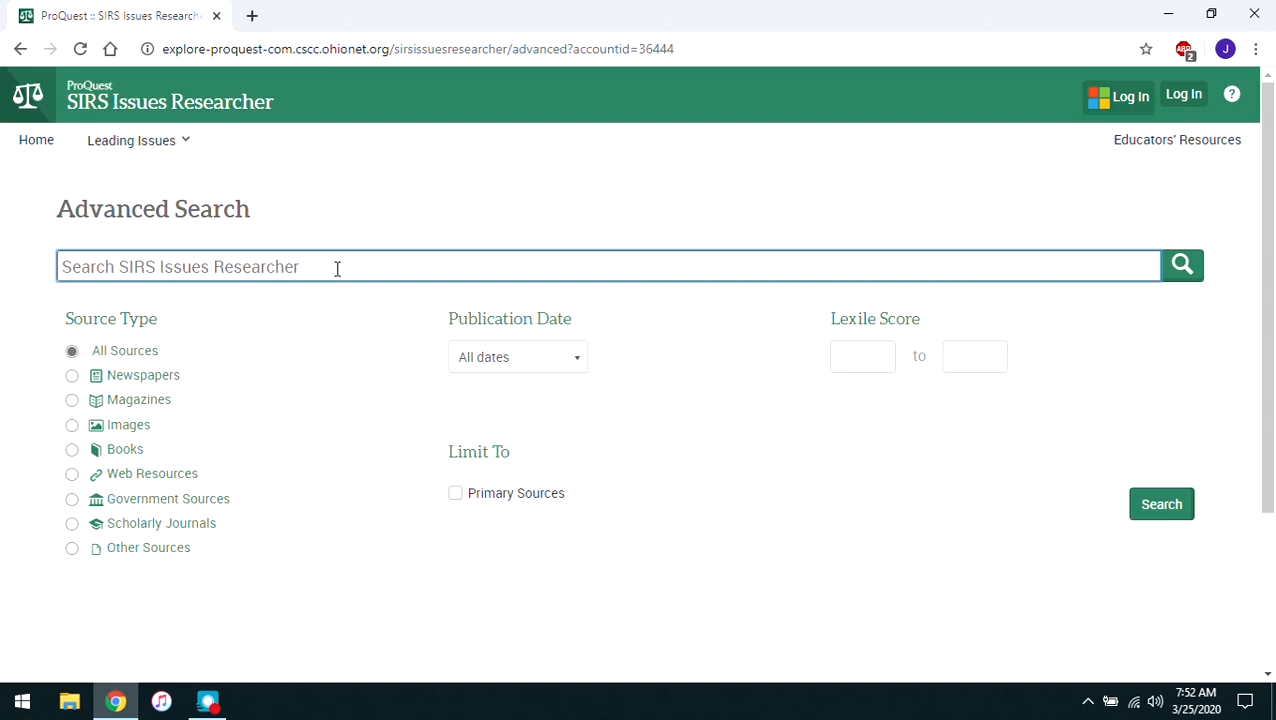 ProQuest :: SIRS Issues Research
explore-proquest-com.cscc.ohionet.org/sirsissuesresearcher/advanced?accountid=36444
ABP
2
J
ProQuest
SIRS Issues Researcher
Log In
Log In
?
Home
Leading Issues
Educators' Resources
Advanced Search
Search SIRS Issues Researcher
Source Type
Publication Date
Lexile Score
All Sources
All dates
to
Newspapers
Magazines
Images
Books
Limit To
Web Resources
Primary Sources
Government Sources
Search
Scholarly Journals
Other Sources
7:52 AM
3/25/2020